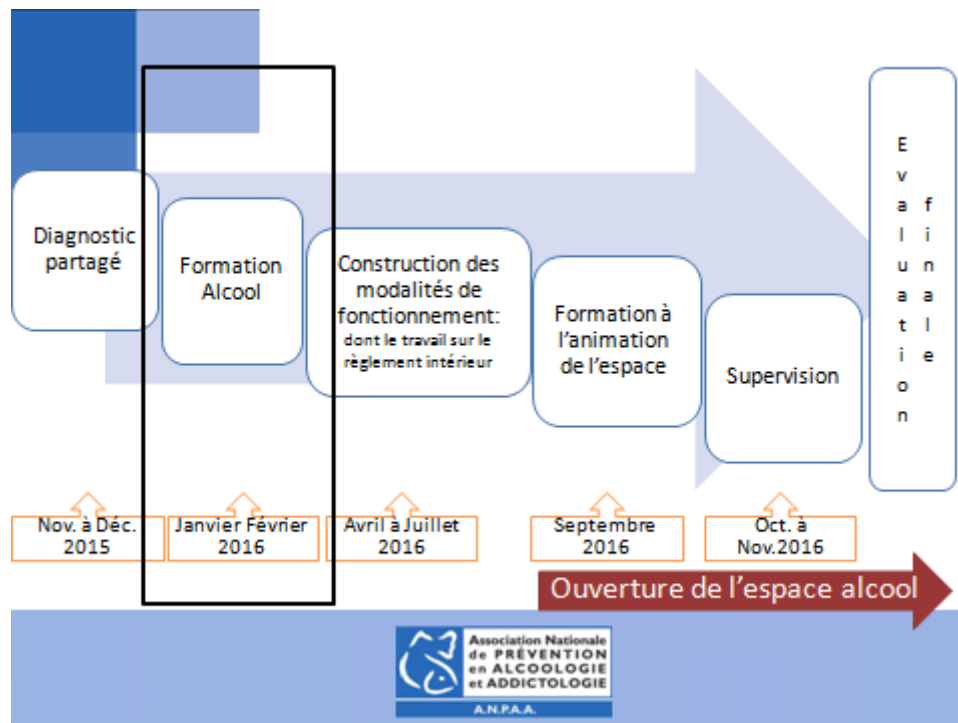 Diagnostic
partagé
Formation
Alcool
Construction des
modalités de
fonctionnement:
dont le travail sur le
règlement intérieur
Formation à
l'animation
de l'espace
Supervision
Evaluation
finale
Nov. à Déc.
2015
Janvier Février
2016
Avril à Juillet
2016
Septembre
2016
Oct. à
Nov.2016
Ouverture de l'espace alcool
Association Nationale
de PRÉVENTION
en ALCOOLOGIE
et ADDICTOLOGIE
A.N.P.A.A.